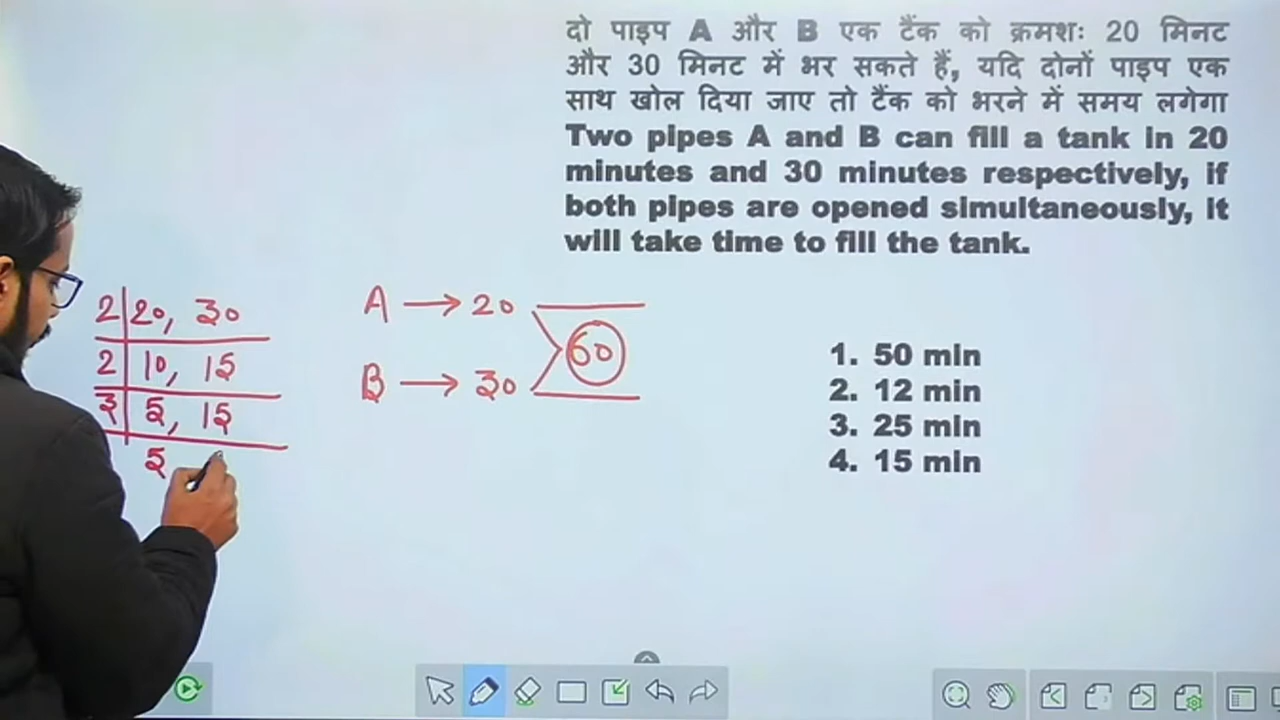 दो पाइप A और B एक टैंक को क्रमशः 20 मिनट
और 30 मिनट में भर सकते हैं, यदि दोनों पाइप एक
साथ खोल दिया जाए तो टैंक को भरने में समय लगेगा
Two pipes A and B can fill a tank in 20
minutes and 30 minutes respectively, if
both pipes are opened simultaneously, it
will take time to fill the tank.
2 20, 30
2 10, 15
3 5, 15
5
A → 20
60
B → 30
1. 50 min
2. 12 min
3. 25 min
4. 15 min